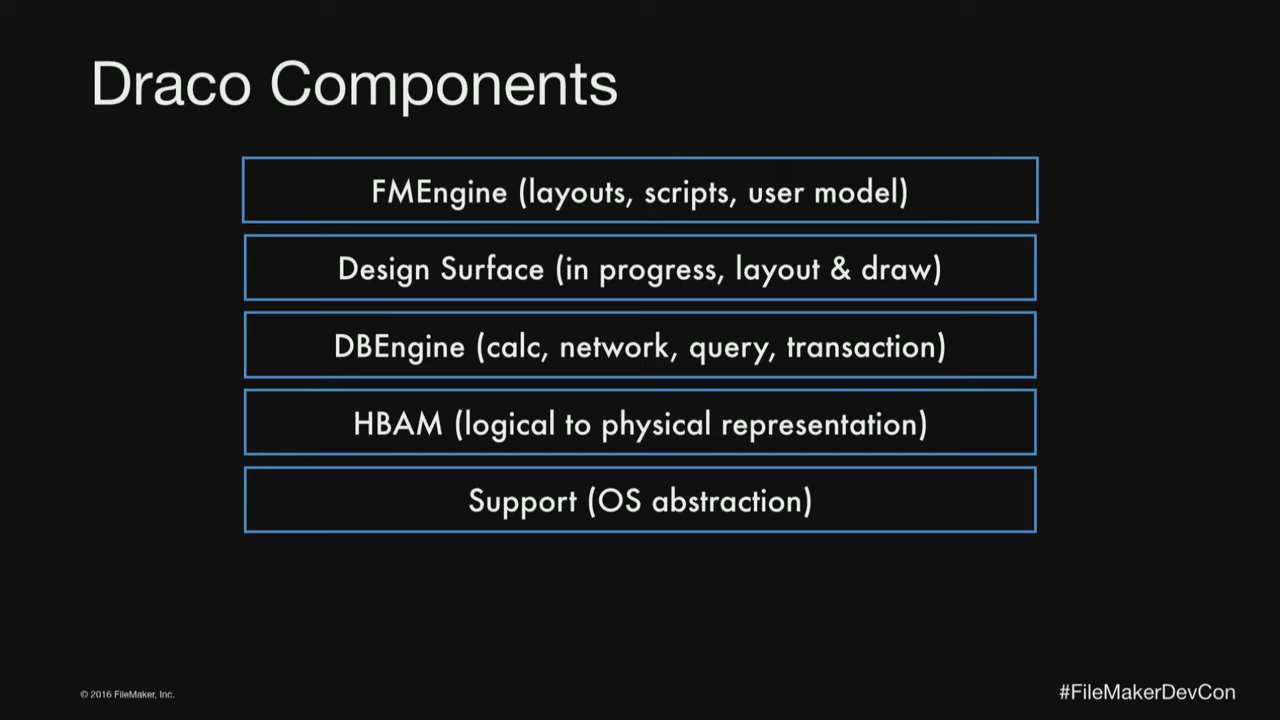 Draco Components
FMEngine (layouts, scripts, user model)
Design Surface (in progress, layout & draw)
DBEngine (calc, network, query, transaction)
HBAM (logical to physical representation)
Support (OS abstraction)
© 2016 FileMaker, Inc.
#FileMakerDevCon